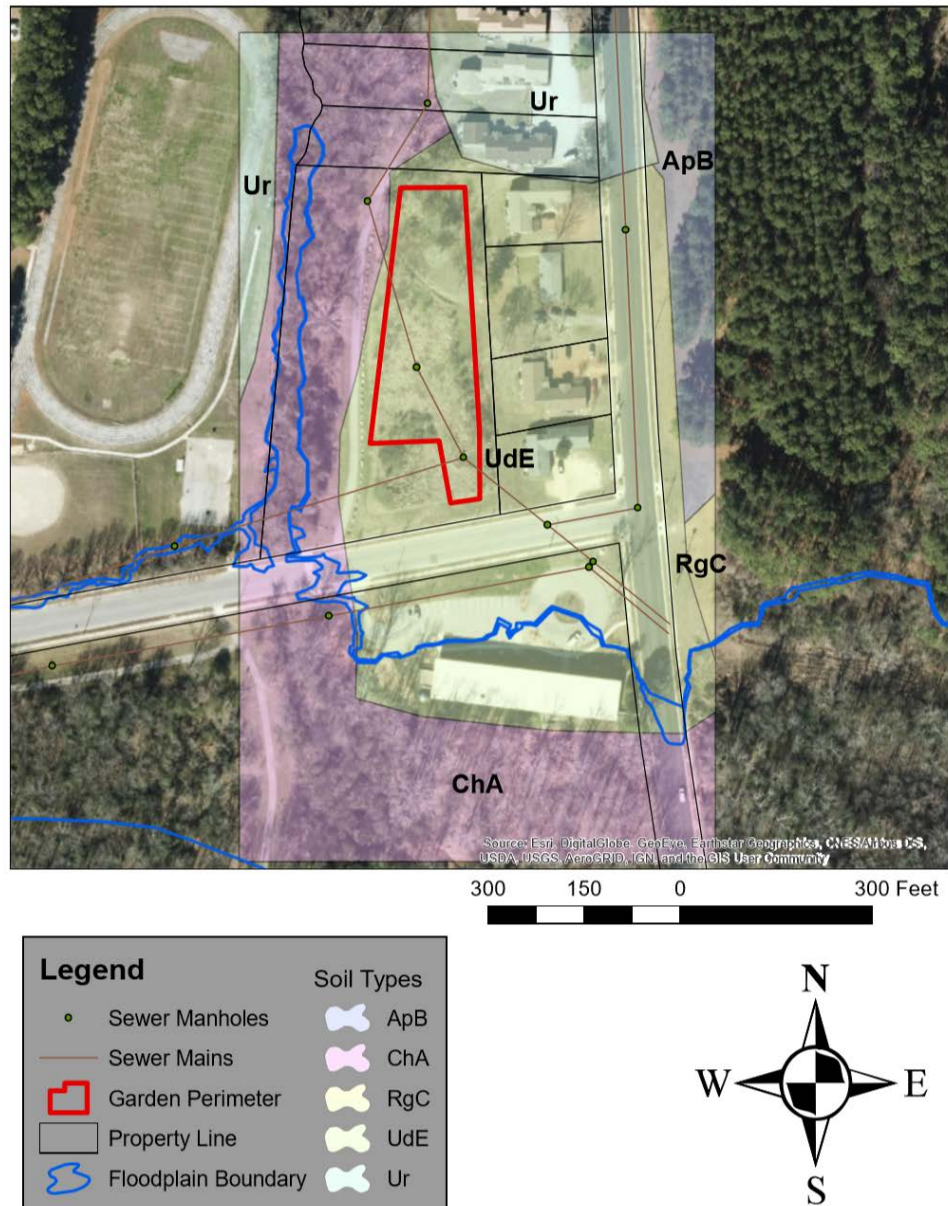 Ur
ApB
Ur
UdE
RgC
ChA
Source: Esri, DigitalGlobe, GeoEye, Earthstar Geographics, CNES/Airbus DS,
USDA, USGS, AeroGRID, IGN, and the GIS User Community
300 150 0 300 Feet
Legend
Soil Types
Sewer Manholes
ApB
Sewer Mains
ChA
Garden Perimeter
RgC
Property Line
UdE
Floodplain Boundary
Ur
N
W E
S